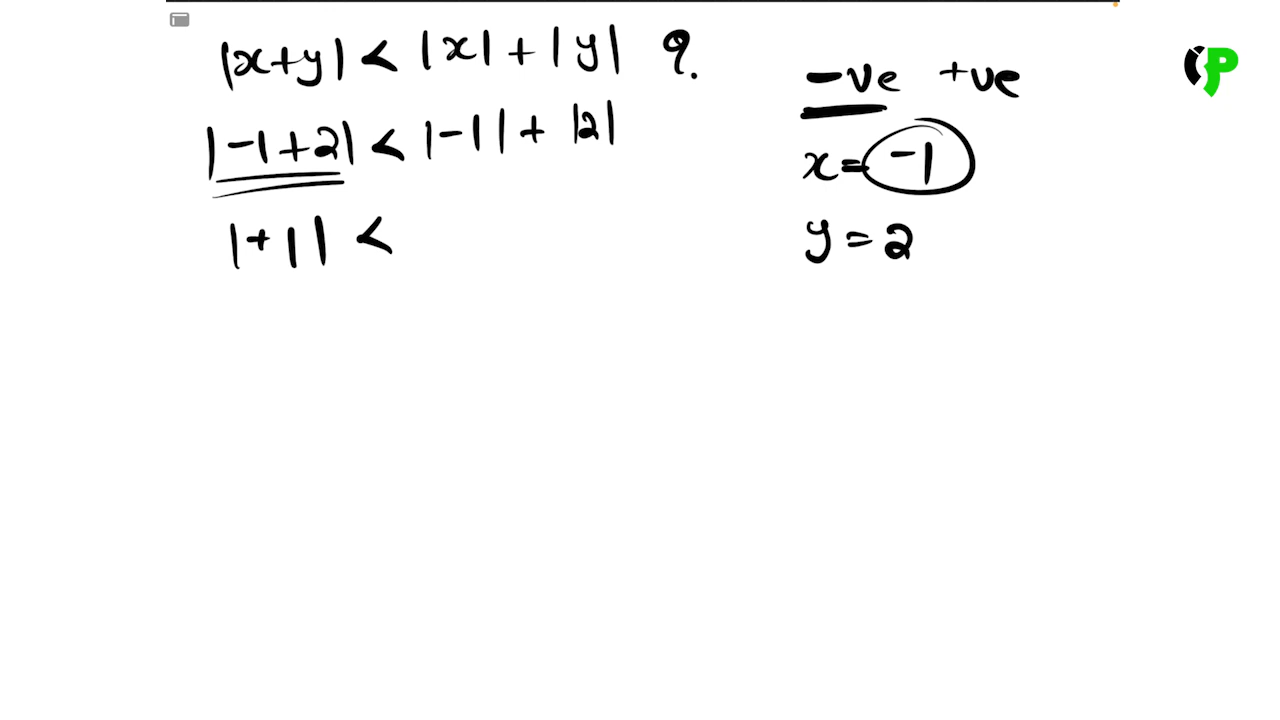 |x+y| < |x| + |y| ?
|-1+2| < |-1| + |2|
|+1| <
-ve +ve
x = -1
y = 2
P